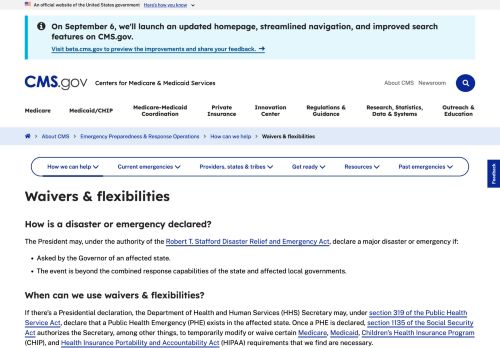 An official website of the United States government Here's how you know
On September 6, we'll launch an updated homepage, streamlined navigation, and improved search
features on CMS.gov.
Visit beta.cms.gov to preview the improvements and share your feedback. →
CMS.gov Centers for Medicare & Medicaid Services
About CMS Newsroom
Medicare
Medicaid/CHIP
Medicare-Medicaid
Coordination
Private
Insurance
Innovation
Center
Regulations &
Guidance
Research, Statistics,
Data & Systems
Outreach &
Education
About CMS > Emergency Preparedness & Response Operations > How can we help > Waivers & flexibilities
Feedback
How we can help
Current emergencies
Providers, states & tribes
Get ready
Resources
Past emergencies
Waivers & flexibilities
How is a disaster or emergency declared?
The President may, under the authority of the Robert T. Stafford Disaster Relief and Emergency Act, declare a major disaster or emergency if:
• Asked by the Governor of an affected state.
• The event is beyond the combined response capabilities of the state and affected local governments.
When can we use waivers & flexibilities?
If there's a Presidential declaration, the Department of Health and Human Services (HHS) Secretary may, under section 319 of the Public Health
Service Act, declare that a Public Health Emergency (PHE) exists in the affected state. Once a PHE is declared, section 1135 of the Social Security
Act authorizes the Secretary, among other things, to temporarily modify or waive certain Medicare, Medicaid, Children's Health Insurance Program
(CHIP), and Health Insurance Portability and Accountability Act (HIPAA) requirements that we find are necessary.